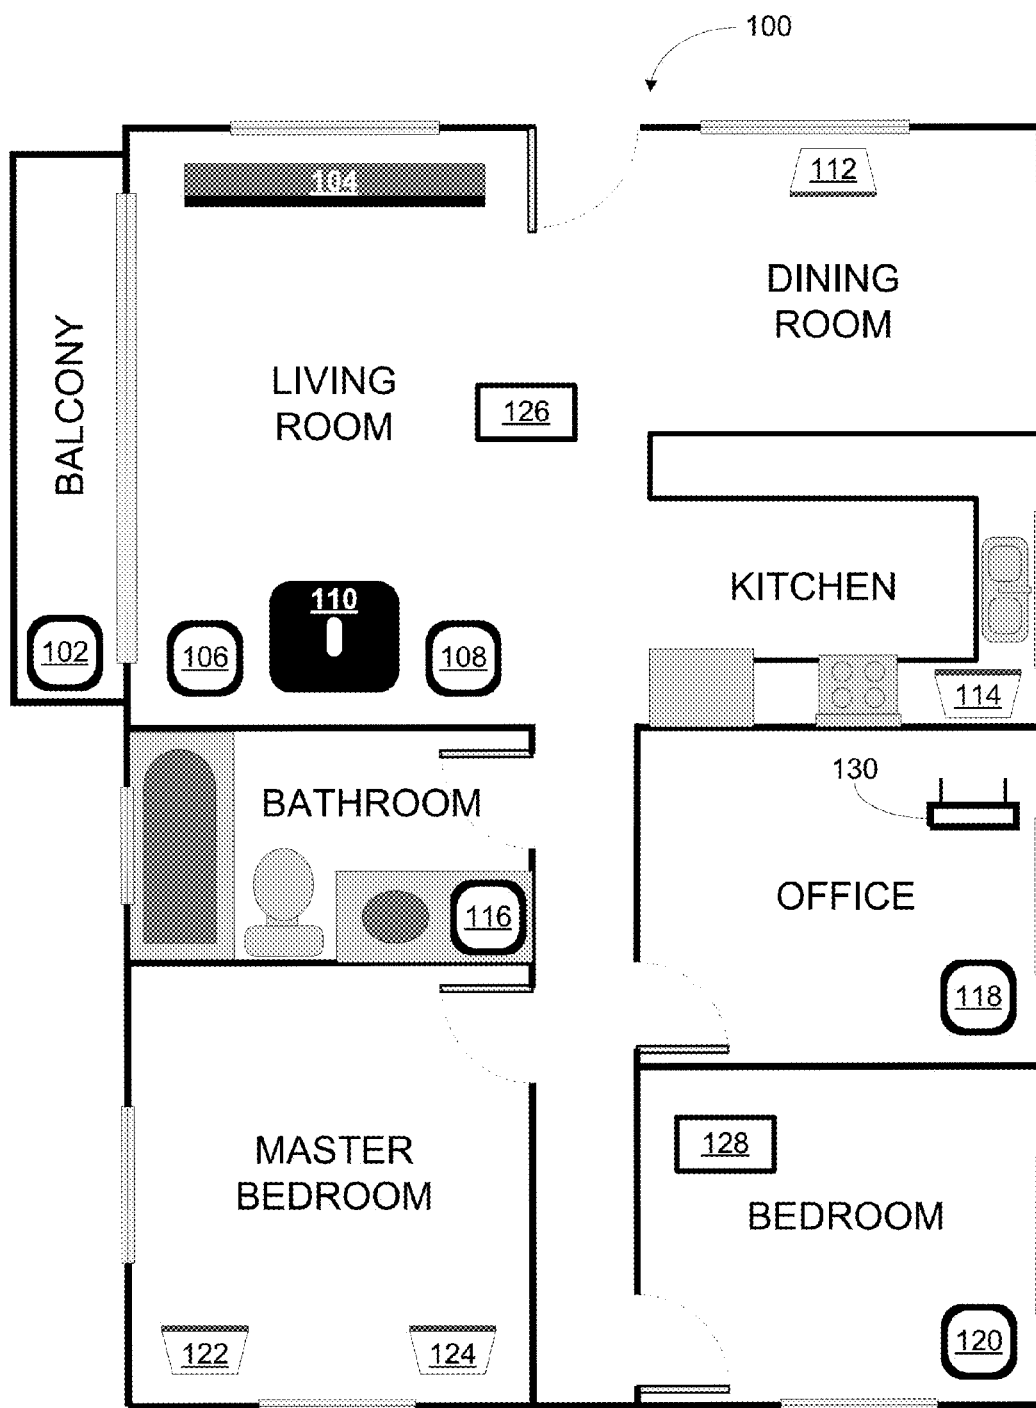 100
104
112
DINING
ROOM
BALCONY
LIVING
ROOM
126
KITCHEN
110
102
106
108
114
130
BATHROOM
OFFICE
116
118
128
MASTER
BEDROOM
BEDROOM
122
124
120